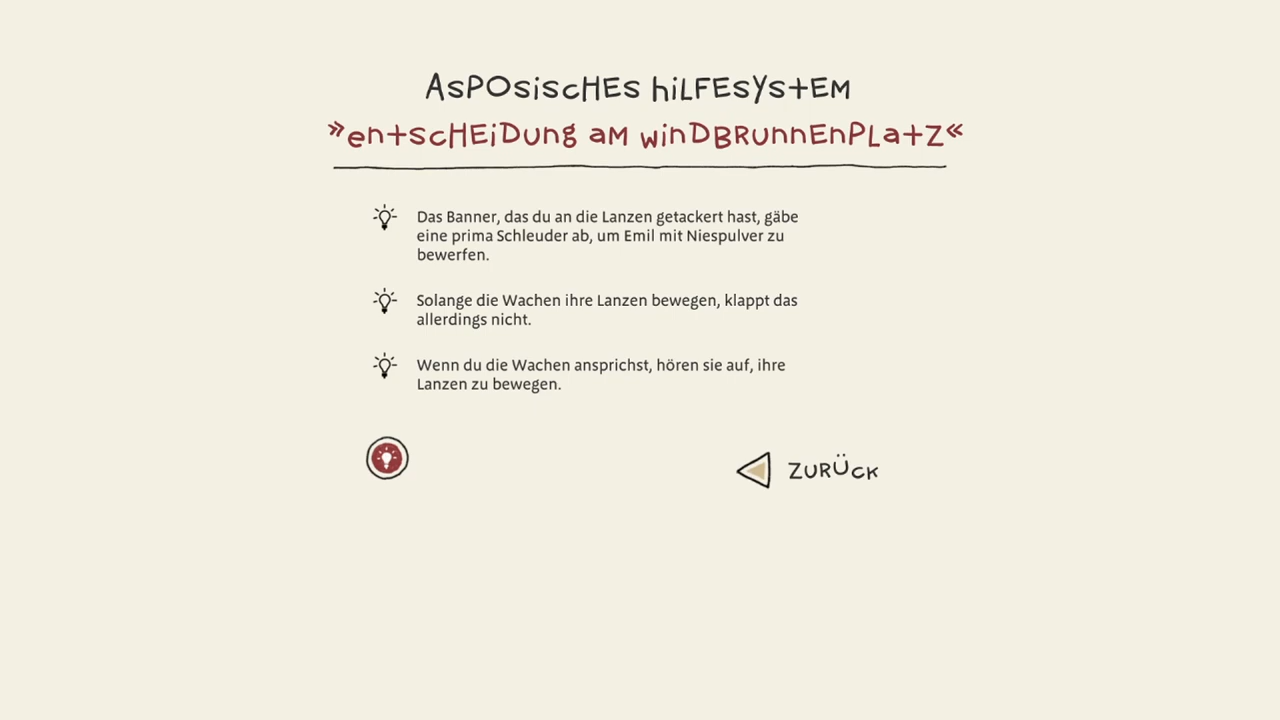 Asposisches Hilfesystem
»Entscheidung am Windbrunnenplatz«
Das Banner, das du an die Lanzen getackert hast, gäbe
eine prima Schleuder ab, um Emil mit Niespulver zu
bewerfen.
Solange die Wachen ihre Lanzen bewegen, klappt das
allerdings nicht.
Wenn du die Wachen ansprichst, hören sie auf, ihre
Lanzen zu bewegen.
Zurück